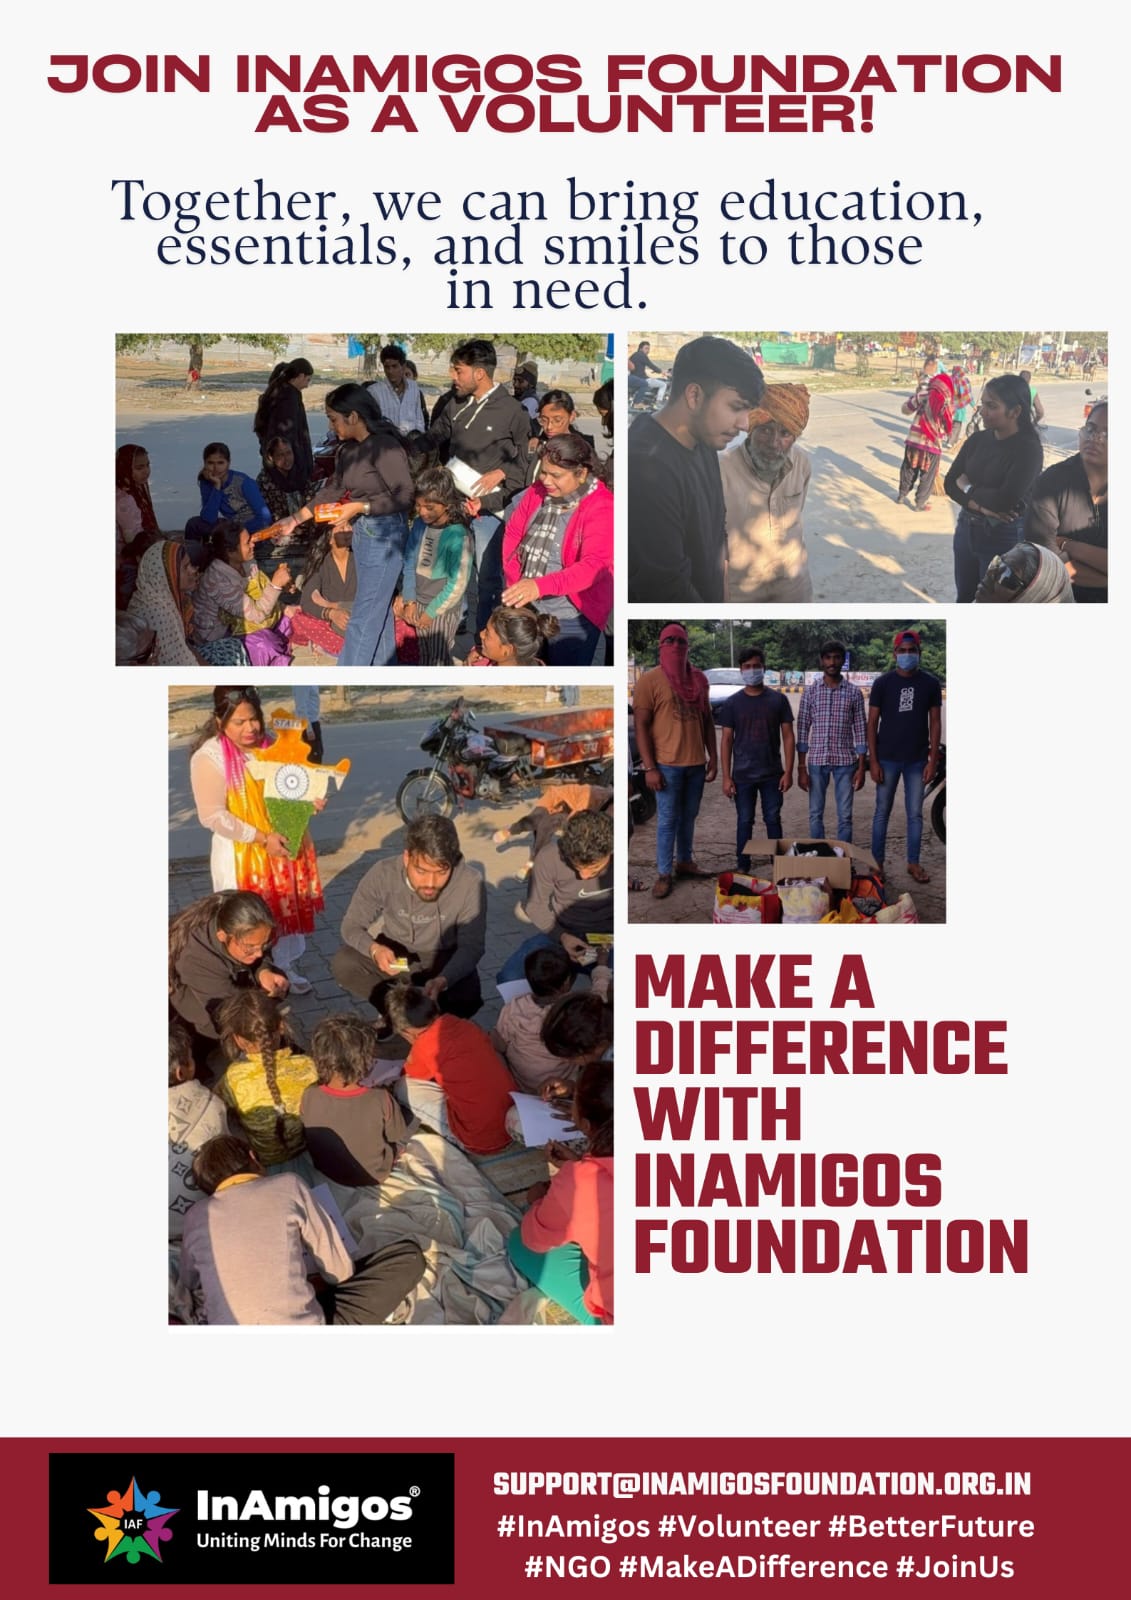 JOIN INAMIGOS FOUNDATION
AS A VOLUNTEER!
Together, we can bring education,
essentials, and smiles to those
in need.
STATE
MAKE A
DIFFERENCE
WITH
INAMIGOS
FOUNDATION
IAF
InAmigos®
Uniting Minds For Change
SUPPORT@INAMIGOSFOUNDATION.ORG.IN
#InAmigos #Volunteer #BetterFuture
#NGO #MakeADifference #JoinUs